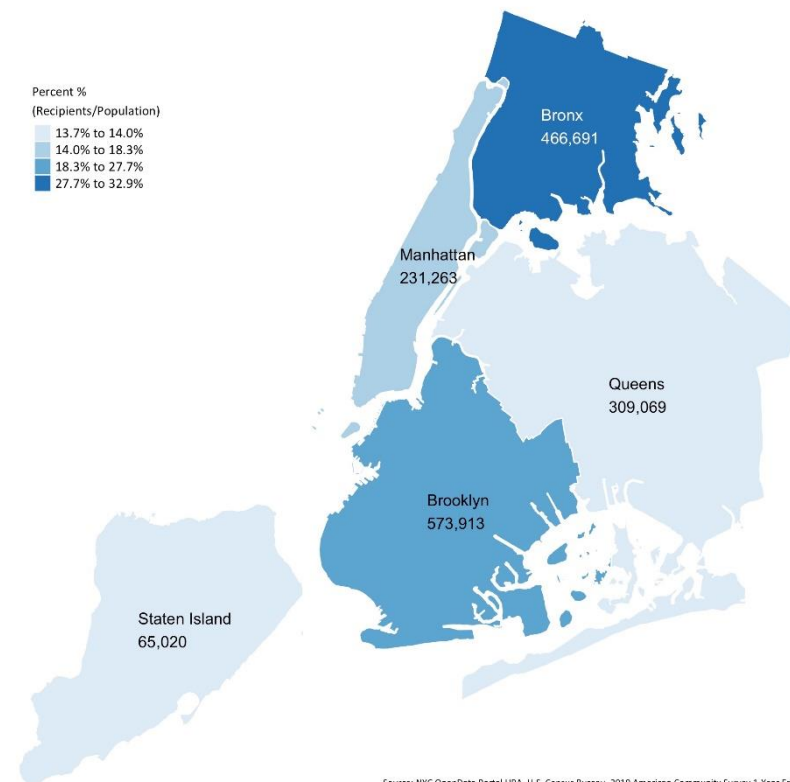 Percent %
(Recipients/Population)
13.7% to 14.0%
14.0% to 18.3%
18.3% to 27.7%
27.7% to 32.9%
Bronx
466,691
Manhattan
231,263
Queens
309,069
Brooklyn
573,913
Staten Island
65,020